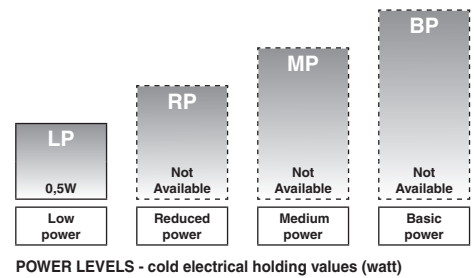 LP
0,5W
Low
power
RP
Not
Available
Reduced
power
MP
Not
Available
Medium
power
BP
Not
Available
Basic
power
POWER LEVELS - cold electrical holding values (watt)